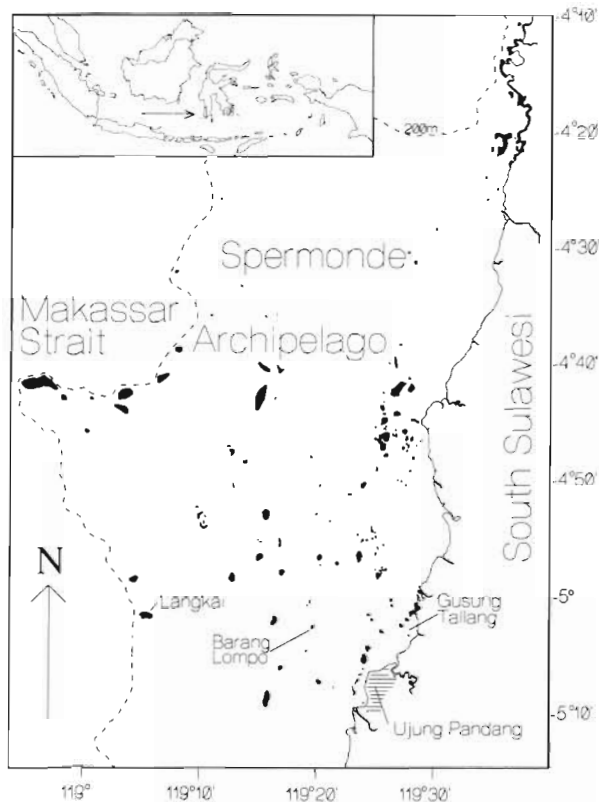 4°10'
200m
4°20'
4°30'
Spermonde
Makassar
Strait
Archipelago
4°40'
South Sulawesi
4°50'
N
5°
Langkai
Gusung
Tallang
Barang
Lompo
5°10'
Ujung Pandang
119°
119°10'
119°20'
119°30'